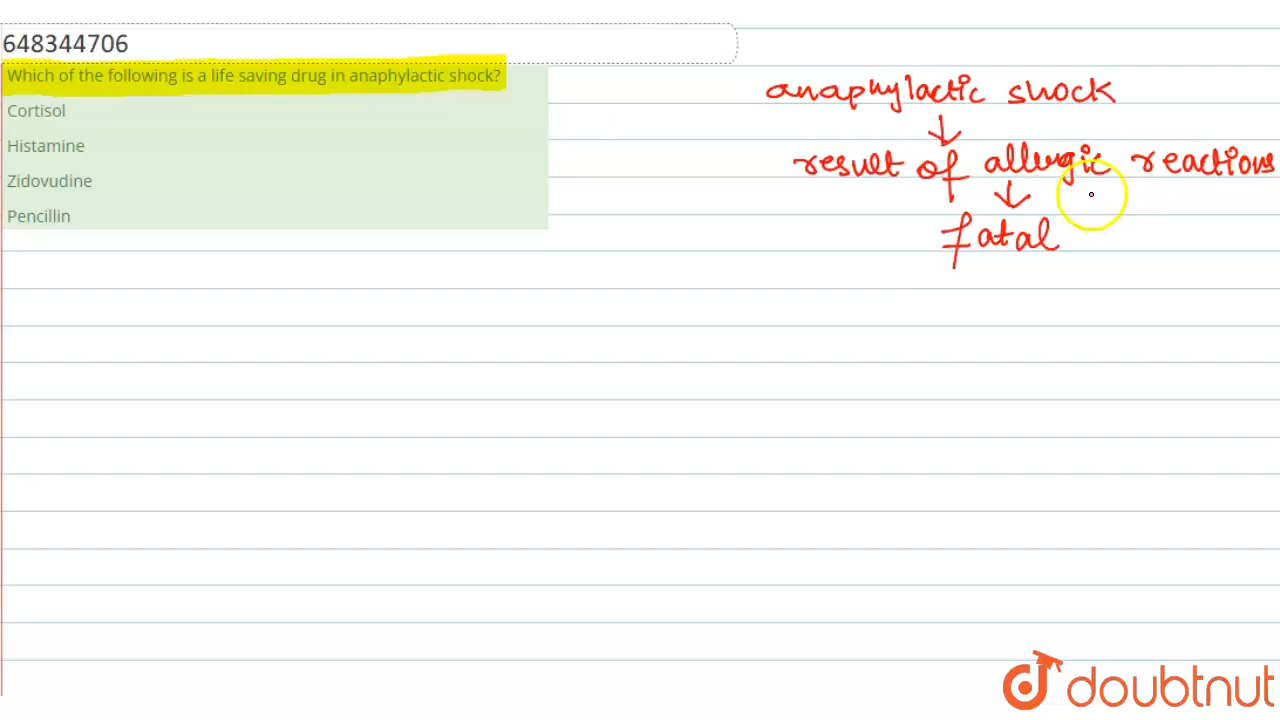 648344706
Which of the following is a life saving drug in anaphylactic shock?
Cortisol
Histamine
Zidovudine
Pencillin
anaphylactic shock
result of allergic reactions
fatal
doubtnut